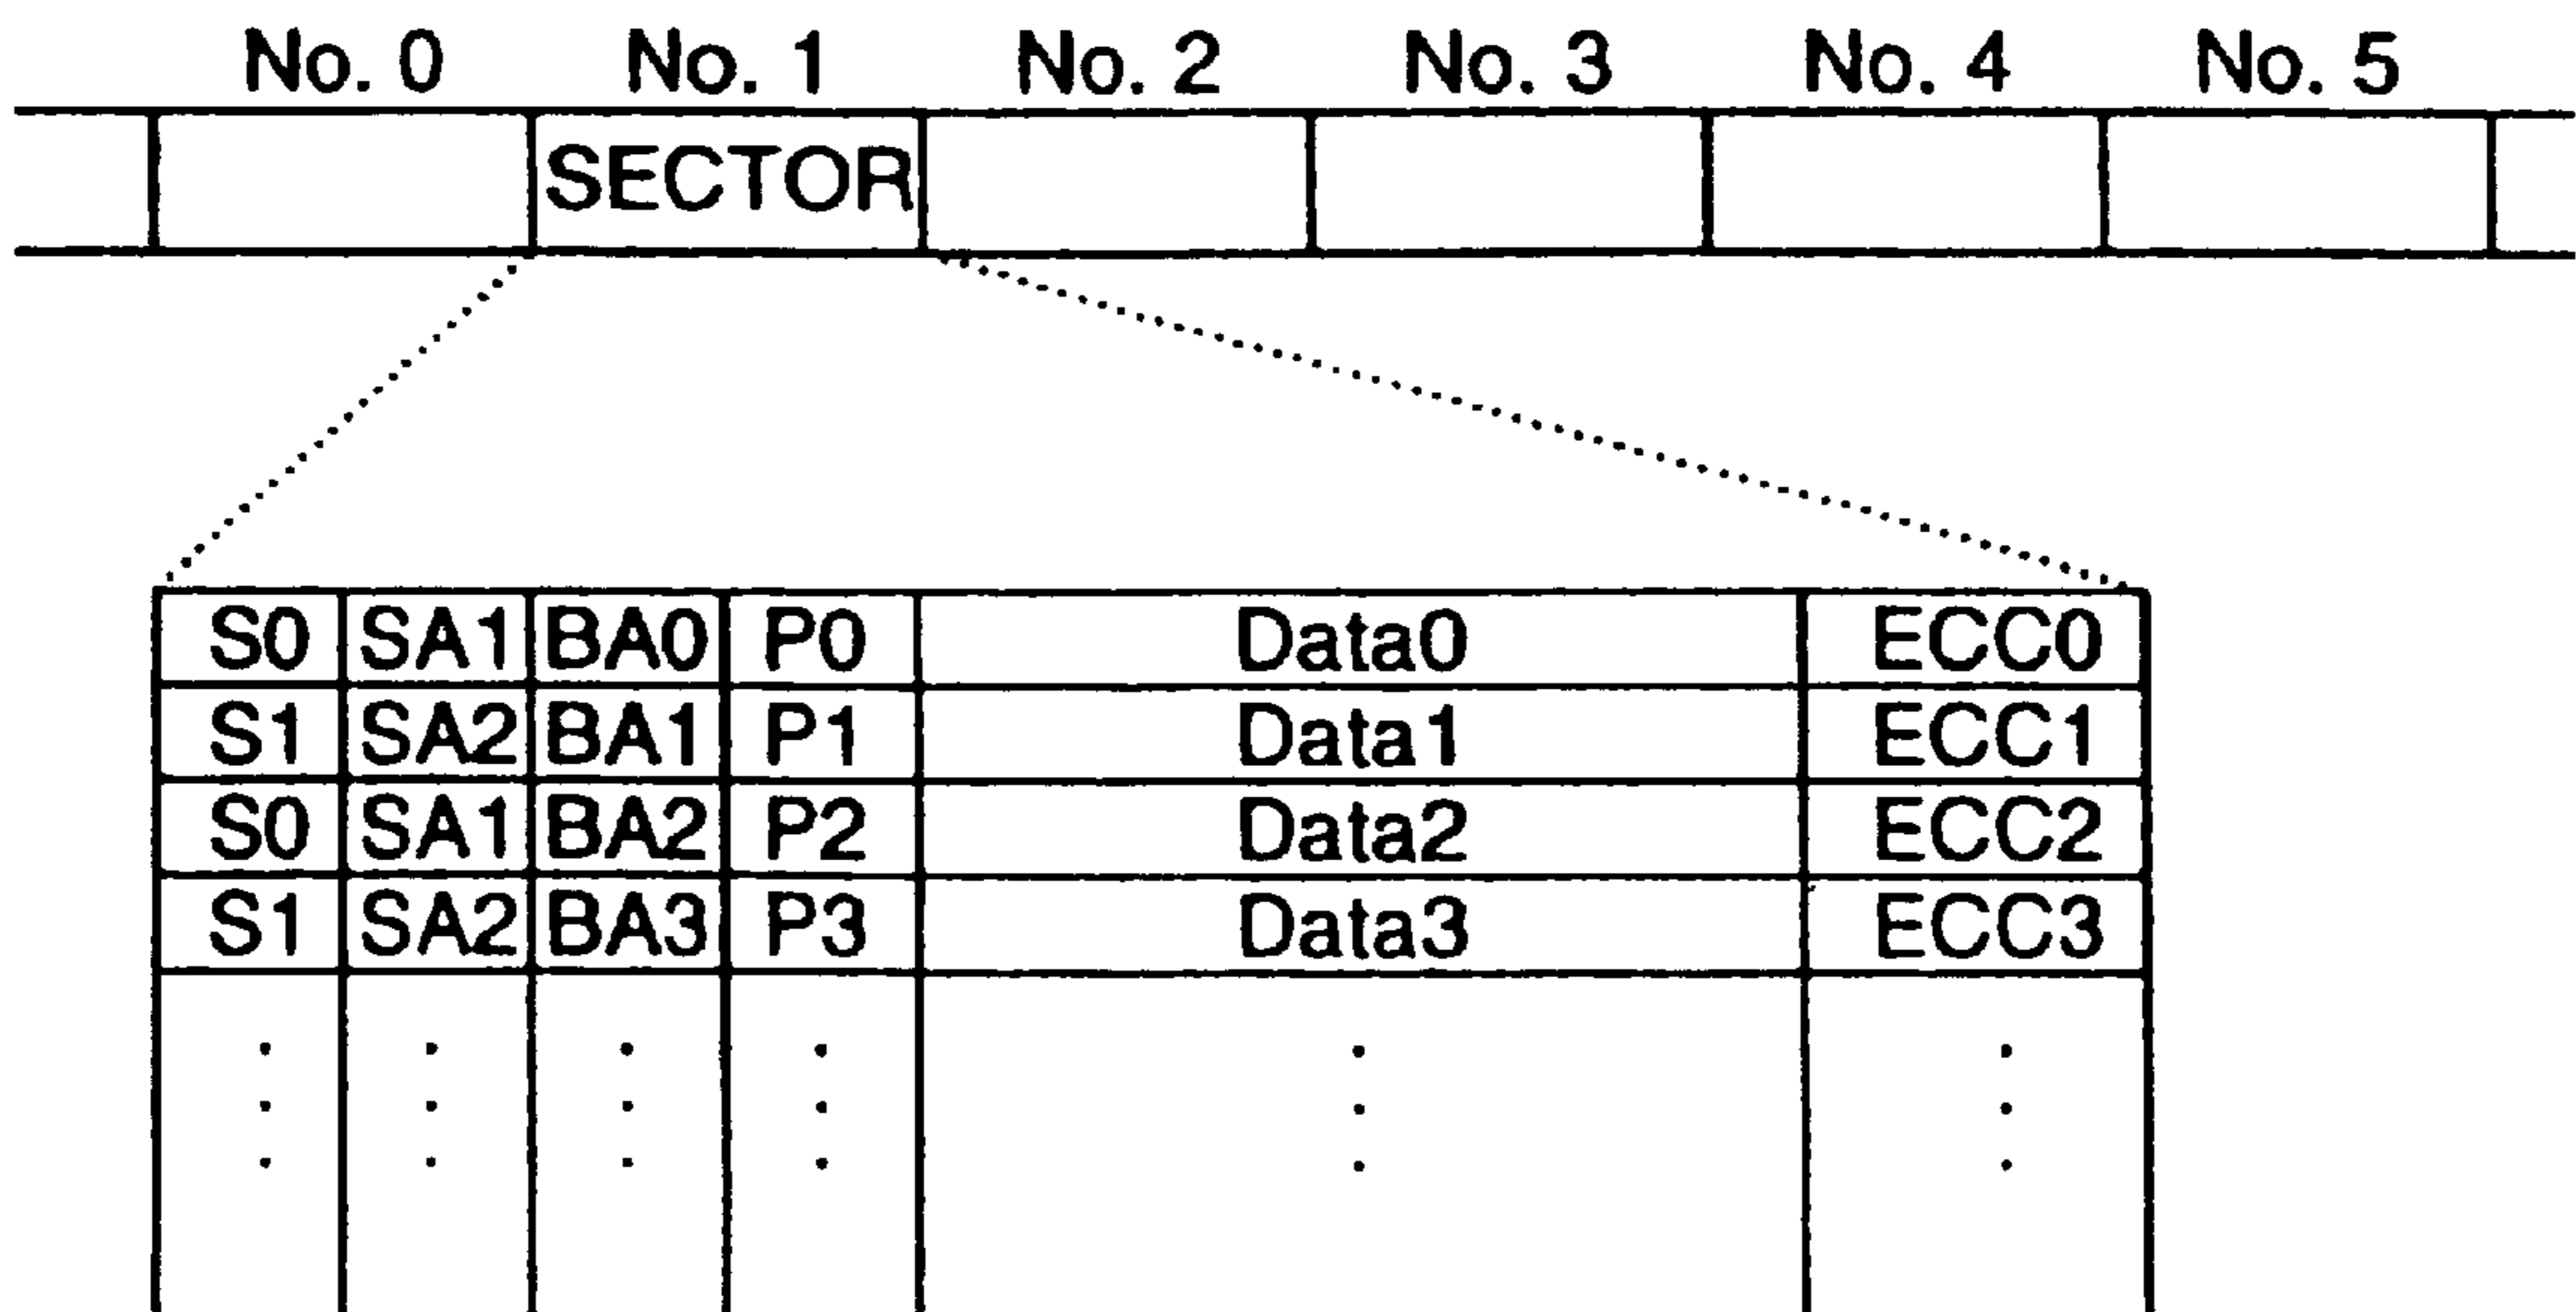 No. 0 No. 1 No. 2 No. 3 No. 4 No. 5
SECTOR
S0 SA1 BA0 P0 Data0 ECC0
S1 SA2 BA1 P1 Data1 ECC1
S0 SA1 BA2 P2 Data2 ECC2
S1 SA2 BA3 P3 Data3 ECC3